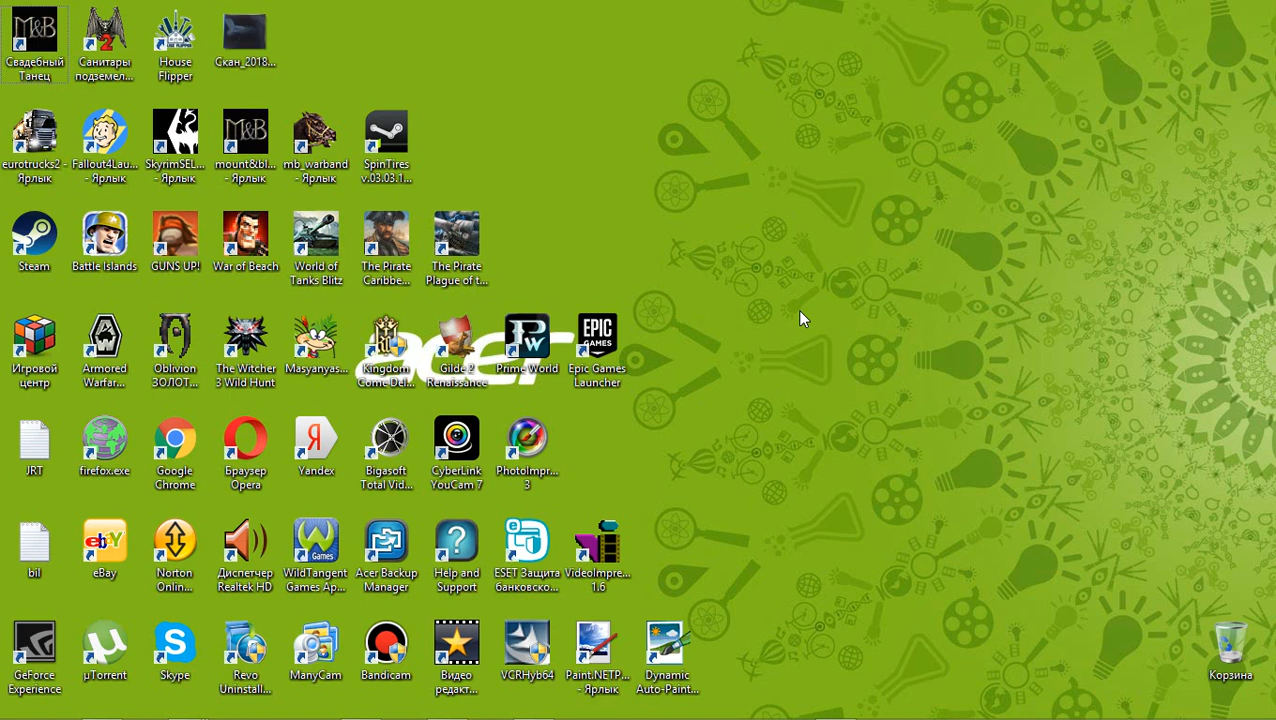 Свадебный
Танец
Санитары
подземел...
House
Flipper
Скан_2018...
eurotrucks2 -
Ярлык
Fallout4Lau...
- Ярлык
SkyrimSEL...
- Ярлык
mount&bl...
- Ярлык
mb_warband
- Ярлык
SpinTires
v.03.03.1...
Steam
Battle Islands
GUNS UP!
War of Beach
World of
Tanks Blitz
The Pirate
Caribbe...
The Pirate
Plague of t...
acer
EPIC
GAMES
Игровой
центр
Armored
Warfar...
Oblivion
ЗОЛОТ...
The Witcher
3 Wild Hunt
Masyanyas...
Kingdom
Come Del...
Gilde 2
Renaissance
Prime World
Epic Games
Launcher
JRT
firefox.exe
Google
Chrome
Браузер
Opera
Yandex
Bigasoft
Total Vid...
CyberLink
YouCam 7
PhotoImpr...
3
bil
eBay
Norton
Onlin...
Диспетчер
Realtek HD
WildTangent
Games Ap...
Acer Backup
Manager
Help and
Support
ESET Защита
банковско...
VideoImpre...
1.6
GeForce
Experience
µTorrent
Skype
Revo
Uninstall...
ManyCam
Bandicam
Видео
редакт...
VCRHyb64
Paint.NETP...
- Ярлык
Dynamic
Auto-Paint...
Корзина